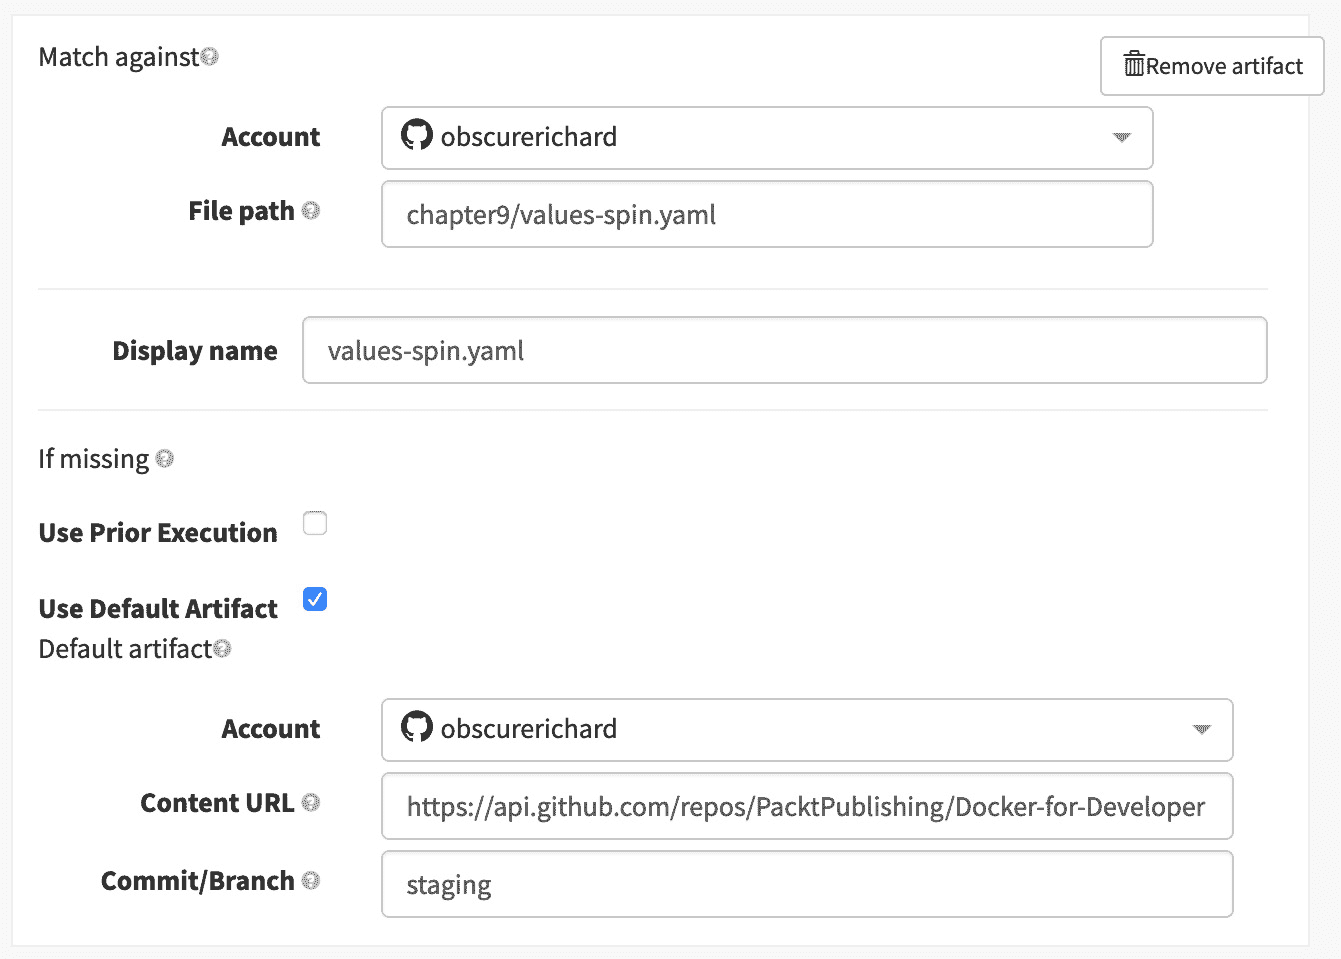 Match against
Remove artifact
Account obscurerichard
File path chapter9/values-spin.yaml
Display name values-spin.yaml
If missing
Use Prior Execution
Use Default Artifact
Default artifact
Account obscurerichard
Content URL https://api.github.com/repos/PacktPublishing/Docker-for-Developer
Commit/Branch staging